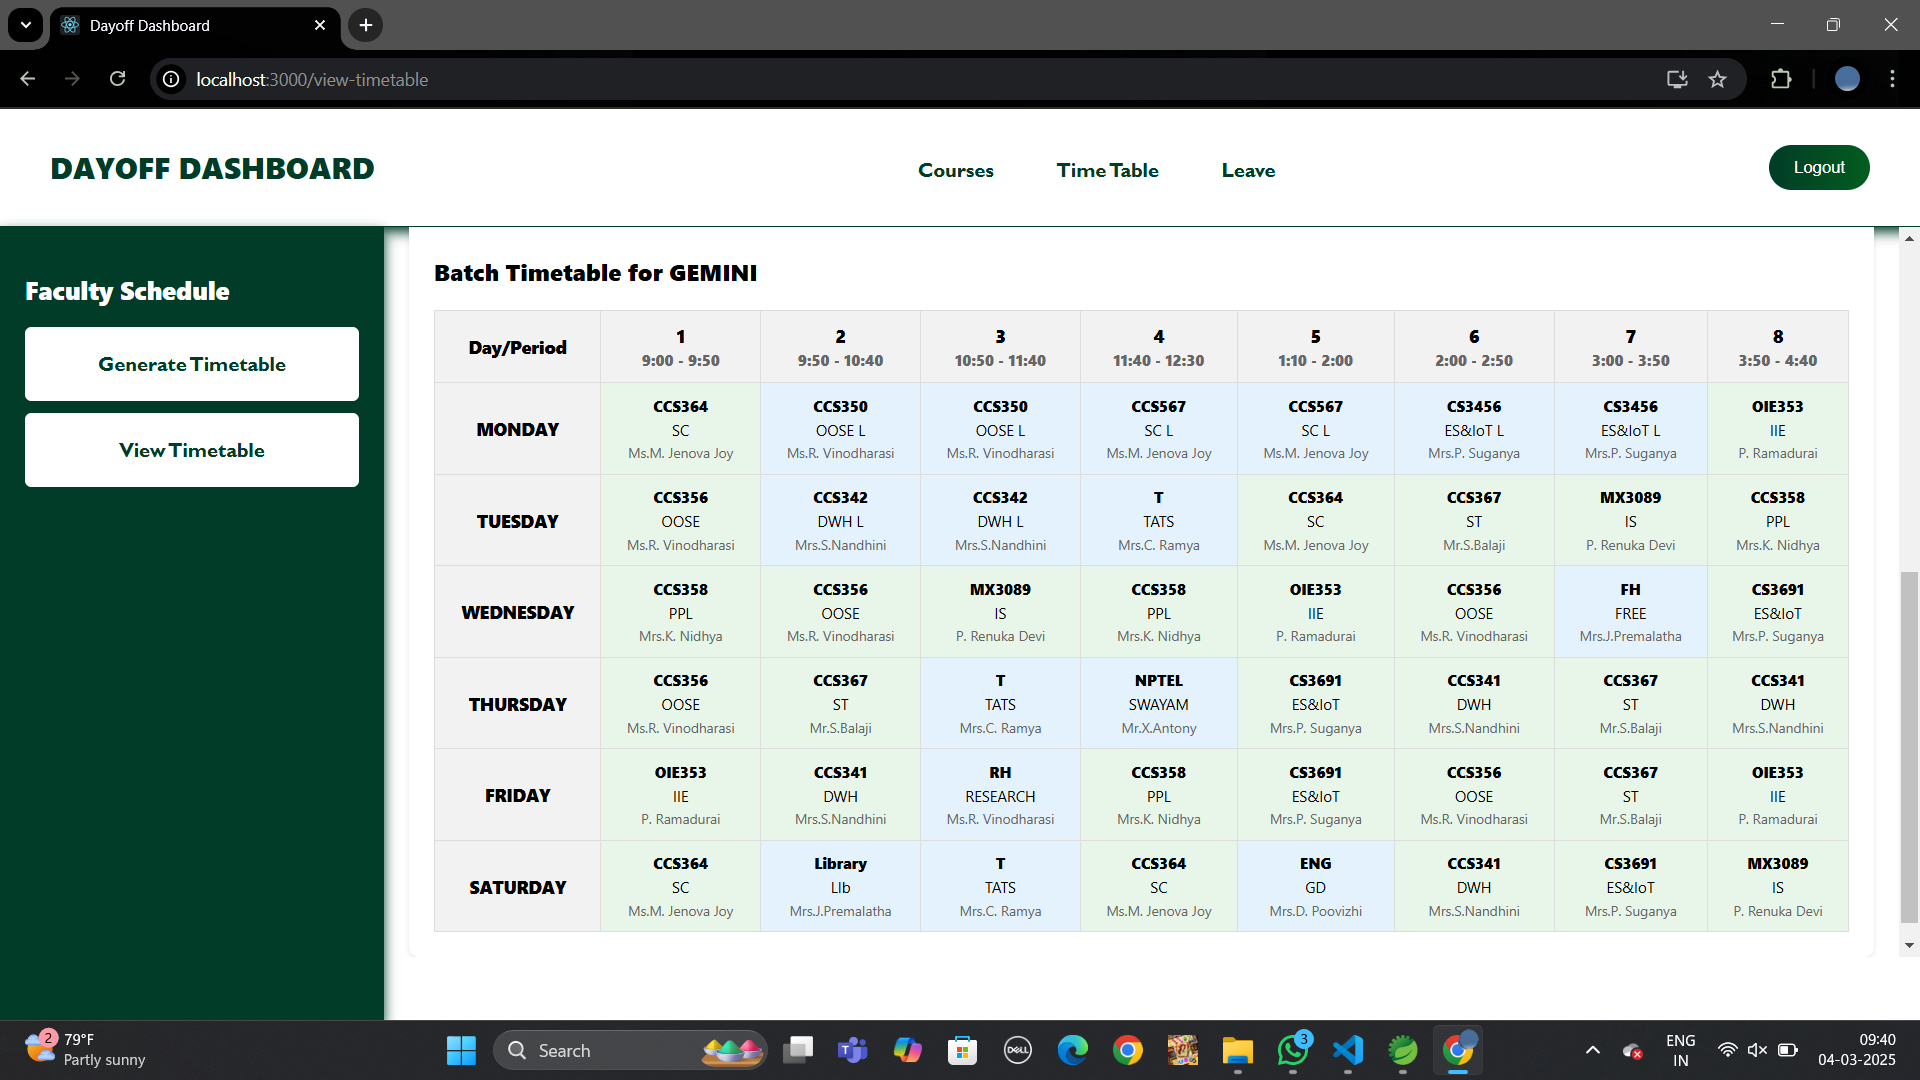 Dayoff Dashboard
localhost:3000/view-timetable
DAYOFF DASHBOARD
Courses
Time Table
Leave
Logout
Faculty Schedule
Generate Timetable
View Timetable
Batch Timetable for GEMINI
Day/Period 1 2 3 4 5 6 7 8
9:00 - 9:50 9:50 - 10:40 10:50 - 11:40 11:40 - 12:30 1:10 - 2:00 2:00 - 2:50 3:00 - 3:50 3:50 - 4:40
MONDAY
CCS364 CCS350 CCS350 CCS567 CCS567 CS3456 CS3456 OIE353
SC OOSE L OOSE L SC L SC L ES&IoT L ES&IoT L IIE
Ms.M. Jenova Joy Ms.R. Vinodharasi Ms.R. Vinodharasi Ms.M. Jenova Joy Ms.M. Jenova Joy Mrs.P. Suganya Mrs.P. Suganya P. Ramadurai
TUESDAY
CCS356 CCS342 CCS342 T CCS364 CCS367 MX3089 CCS358
OOSE DWH L DWH L TATS SC ST IS PPL
Ms.R. Vinodharasi Mrs.S.Nandhini Mrs.S.Nandhini Mrs.C. Ramya Ms.M. Jenova Joy Mr.S.Balaji P. Renuka Devi Mrs.K. Nidhya
WEDNESDAY
CCS358 CCS356 MX3089 CCS358 OIE353 CCS356 FH CS3691
PPL OOSE IS PPL IIE OOSE FREE ES&IoT
Mrs.K. Nidhya Ms.R. Vinodharasi P. Renuka Devi Mrs.K. Nidhya P. Ramadurai Ms.R. Vinodharasi Mrs.J.Premalatha Mrs.P. Suganya
THURSDAY
CCS356 CCS367 T NPTEL CS3691 CCS341 CCS367 CCS341
OOSE ST TATS SWAYAM ES&IoT DWH ST DWH
Ms.R. Vinodharasi Mr.S.Balaji Mrs.C. Ramya Mr.X.Antony Mrs.P. Suganya Mrs.S.Nandhini Mr.S.Balaji Mrs.S.Nandhini
FRIDAY
OIE353 CCS341 RH CCS358 CS3691 CCS356 CCS367 OIE353
IIE DWH RESEARCH PPL ES&IoT OOSE ST IIE
P. Ramadurai Mrs.S.Nandhini Ms.R. Vinodharasi Mrs.K. Nidhya Mrs.P. Suganya Ms.R. Vinodharasi Mr.S.Balaji P. Ramadurai
SATURDAY
CCS364 Library T CCS364 ENG CCS341 CS3691 MX3089
SC LIb TATS SC GD DWH ES&IoT IS
Ms.M. Jenova Joy Mrs.J.Premalatha Mrs.C. Ramya Ms.M. Jenova Joy Mrs.D. Poovizhi Mrs.S.Nandhini Mrs.P. Suganya P. Renuka Devi
2
79°F
Partly sunny
Search
DELL
3
ENG
IN
09:40
04-03-2025